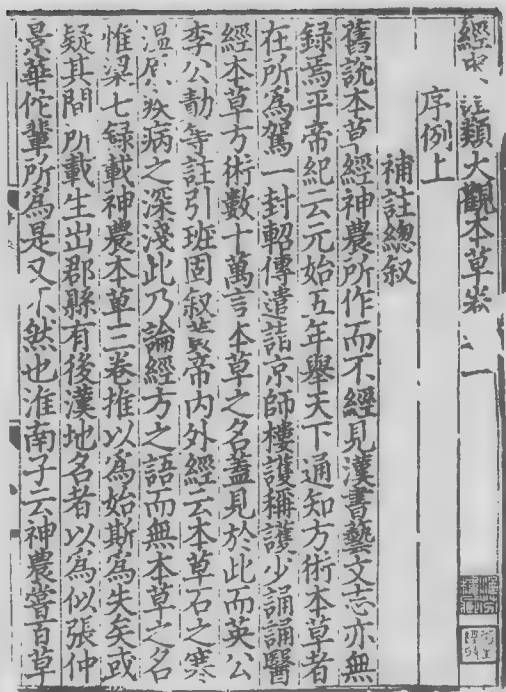 經史證類大觀本草卷之一
序例上
補註總叙
舊說本草經神農所作而不經見漢書藝文志亦無
録焉平帝紀云元始五年舉天下通知方術本草者
在所為駕一封軺傳遣詣京師樓護稱護少誦醫
經本草方術數十萬言本草之名蓋見於此而英公
李公勣等註引班固叙黃帝内外經云本草石之寒
温原疾病之深淺此乃論經方之語而無本草之名
惟梁七録載神農本草三卷推以為始斯為失矣或
疑其間所載生出郡縣有後漢地名者以為似張仲
景華佗輩所為是又不然也淮南子云神農嘗百草